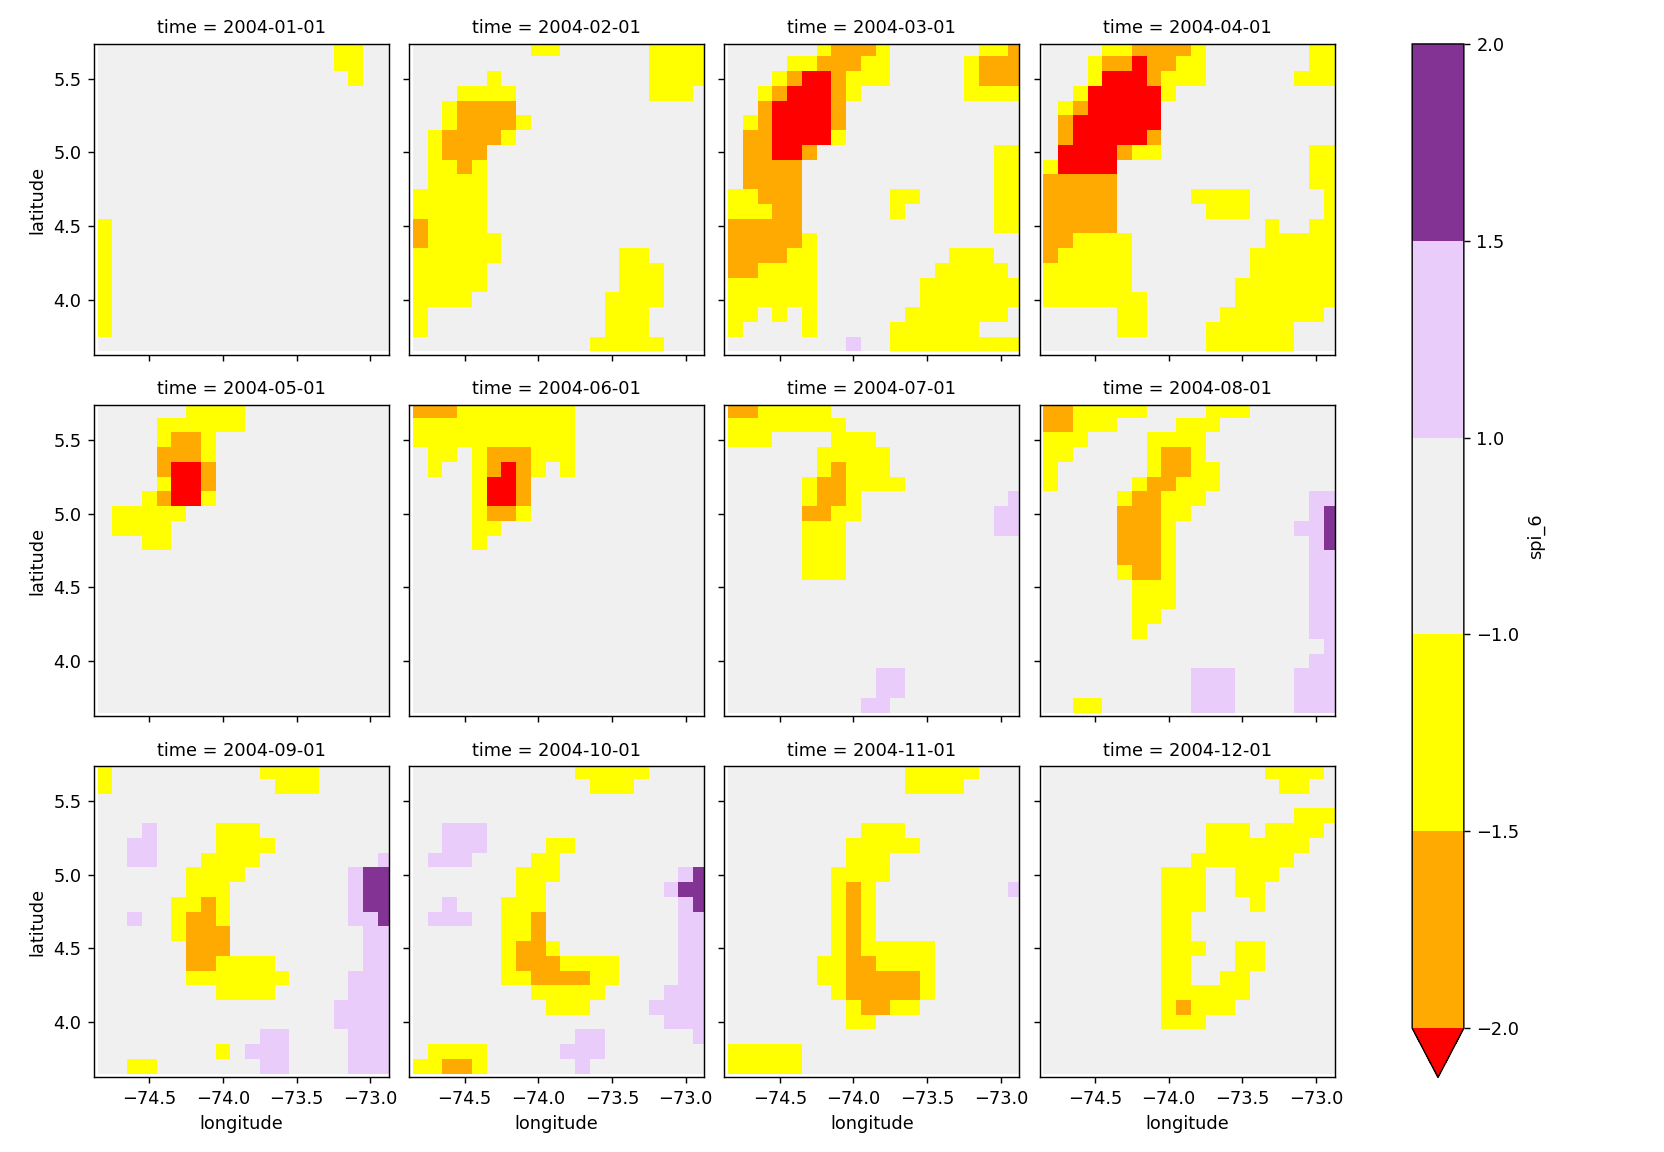 time = 2004-01-01
time = 2004-02-01
time = 2004-03-01
time = 2004-04-01
5.5
5.0
4.5
4.0
latitude
time = 2004-05-01
time = 2004-06-01
time = 2004-07-01
time = 2004-08-01
5.5
5.0
4.5
4.0
latitude
time = 2004-09-01
time = 2004-10-01
time = 2004-11-01
time = 2004-12-01
5.5
5.0
4.5
4.0
latitude
−74.5 −74.0 −73.5 −73.0
longitude
−74.5 −74.0 −73.5 −73.0
longitude
−74.5 −74.0 −73.5 −73.0
longitude
−74.5 −74.0 −73.5 −73.0
longitude
2.0
1.5
1.0
−1.0
−1.5
−2.0
spi_6